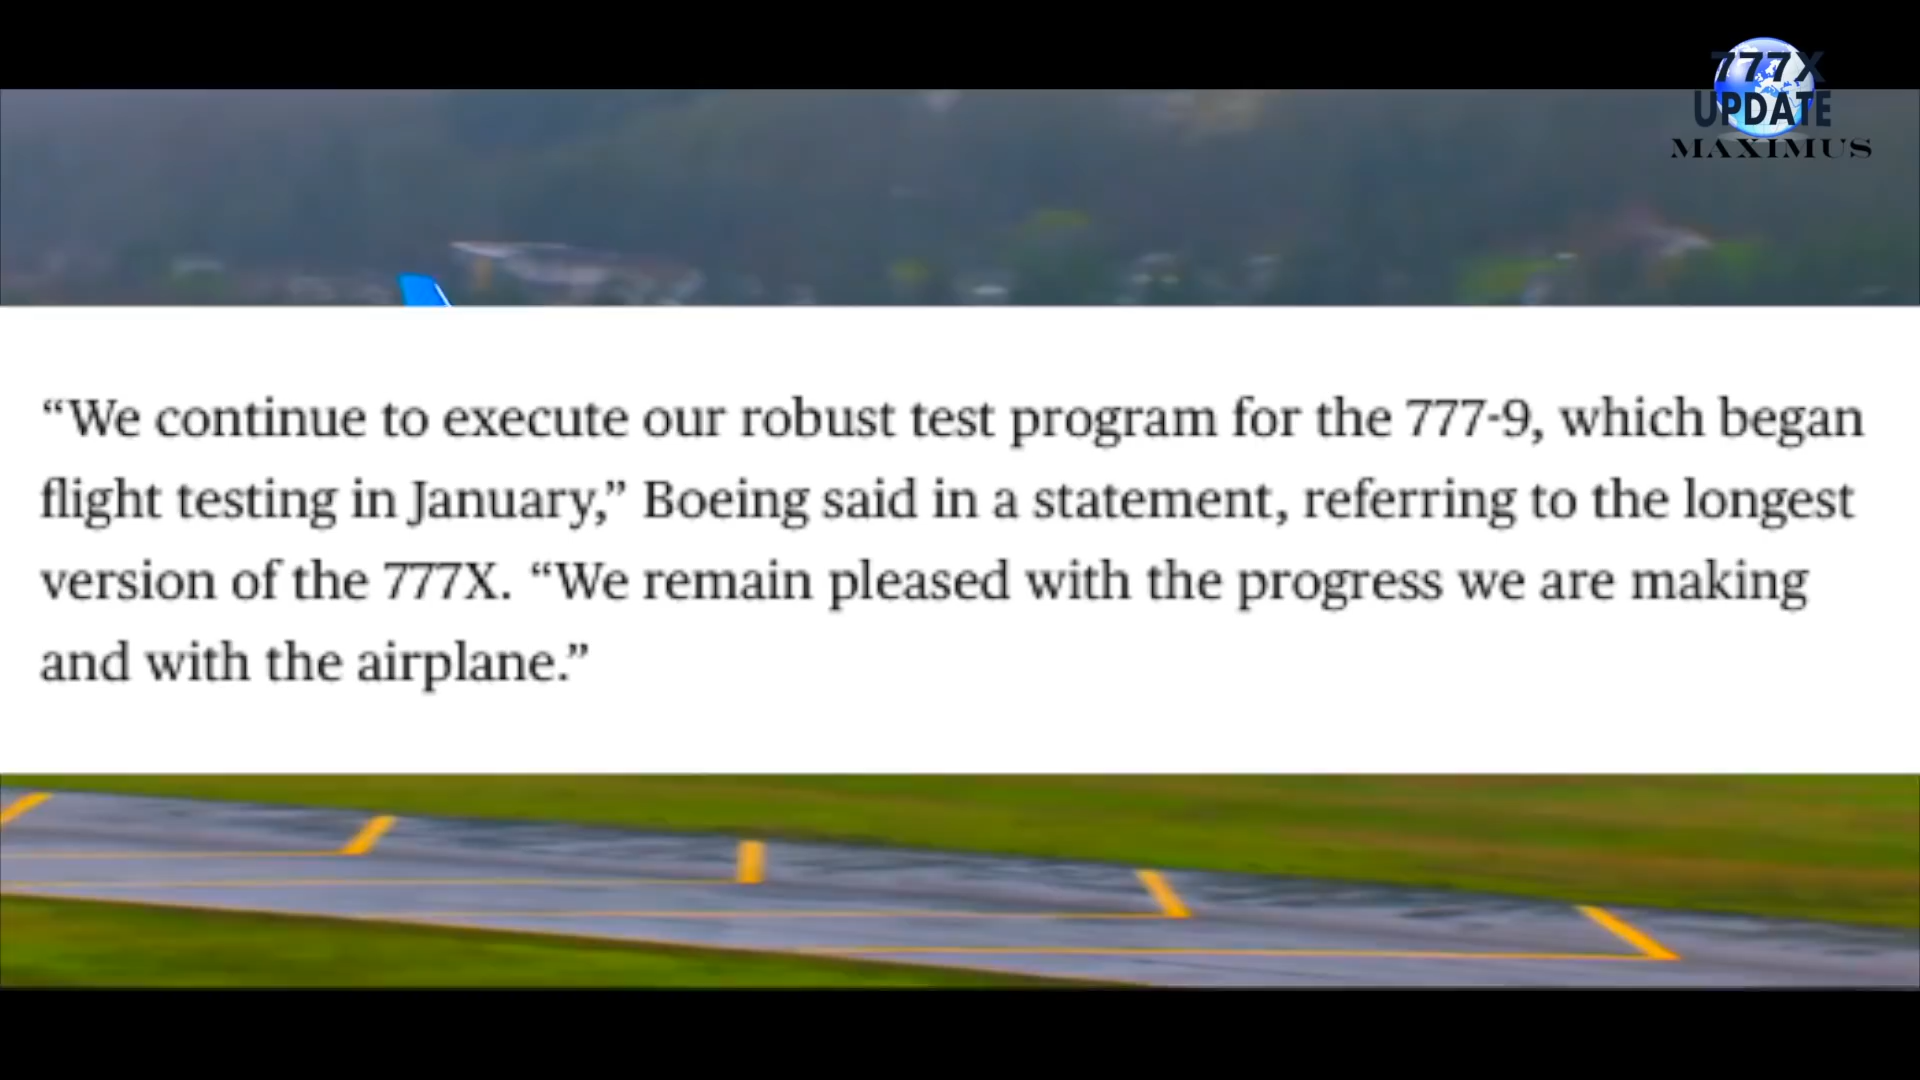 777X
UPDATE
MAXIMUS
“We continue to execute our robust test program for the 777-9, which began
flight testing in January,” Boeing said in a statement, referring to the longest
version of the 777X. “We remain pleased with the progress we are making
and with the airplane.”